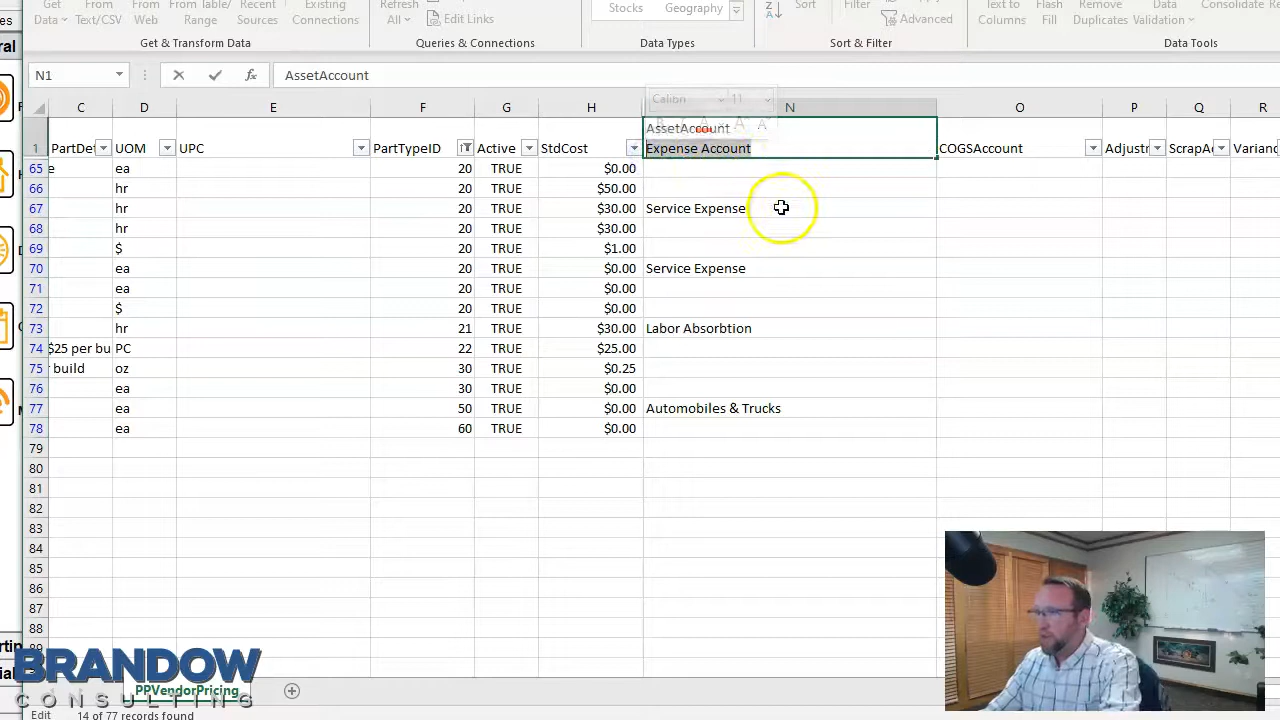 Get
Data
From
Text/CSV
From
Web
From Table/
Range
Recent
Sources
Existing
Connections
Get & Transform Data
Refresh
All
Edit Links
Queries & Connections
Stocks
Geography
Data Types
Sort
Filter
Advanced
Sort & Filter
Text to
Columns
Flash
Fill
Remove
Duplicates
Data
Validation
Consolidate
Data Tools
N1
fx
AssetAccount
Calibri 11
C D E F G H N O P Q R
AssetAccount
1 PartDe UOM UPC PartTypeID Active StdCost Expense Account COGSAccount Adjustr ScrapAc Varianc
65 e ea 20 TRUE $0.00
66 hr 20 TRUE $50.00
67 hr 20 TRUE $30.00 Service Expense
68 hr 20 TRUE $30.00
69 $ 20 TRUE $1.00
70 ea 20 TRUE $0.00 Service Expense
71 ea 20 TRUE $0.00
72 $ 20 TRUE $0.00
73 hr 21 TRUE $30.00 Labor Absorbtion
74 $25 per bu PC 22 TRUE $25.00
75 build oz 30 TRUE $0.25
76 ea 30 TRUE $0.00
77 ea 50 TRUE $0.00 Automobiles & Trucks
78 ea 60 TRUE $0.00
79
80
81
82
83
84
85
86
87
88
BRANDOW
CONSULTING
PPVendorPricing
Edit 14 of 77 records found